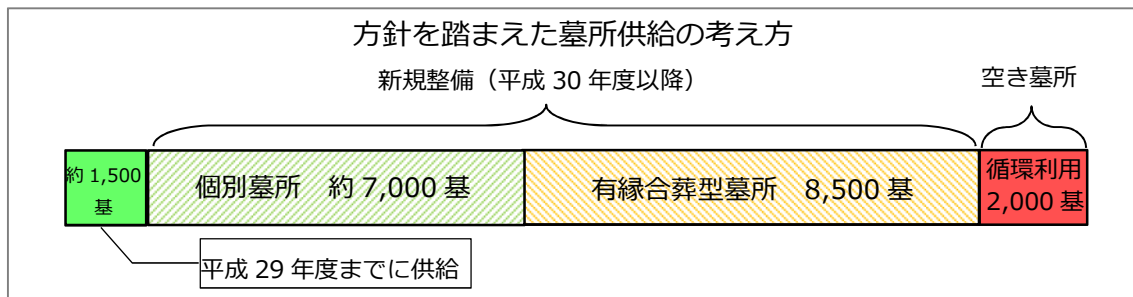 方針を踏まえた墓所供給の考え方
新規整備（平成 30 年度以降）
空き墓所
約 1,500
基
個別墓所　約 7,000 基
有縁合葬型墓所　8,500 基
循環利用
2,000 基
平成 29 年度までに供給